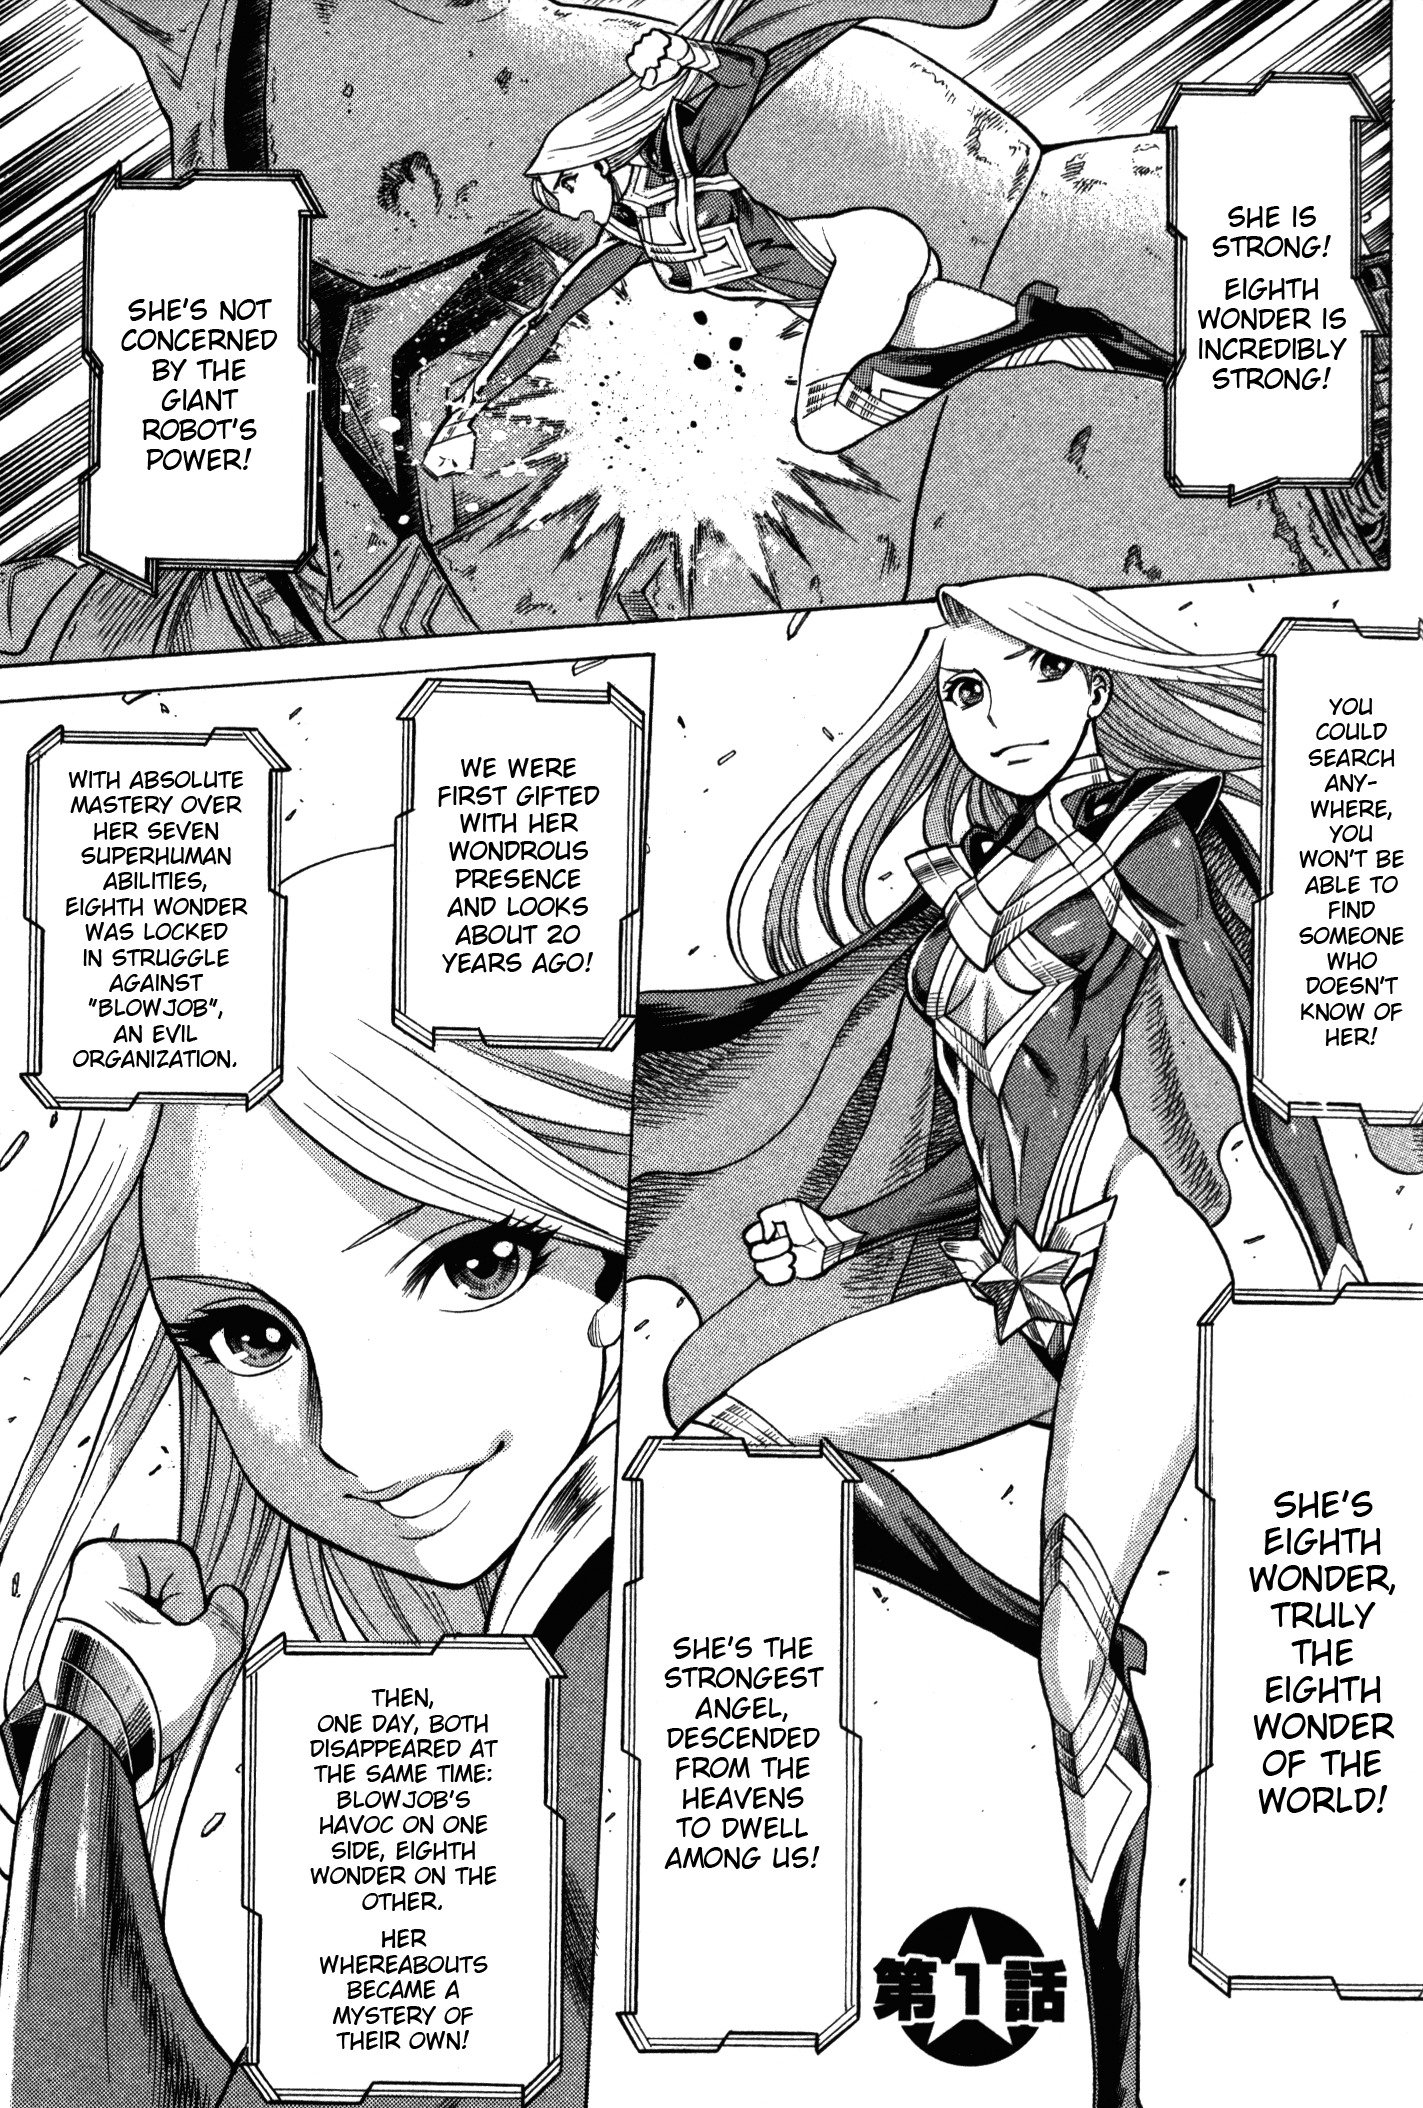 SHE IS
STRONG!
EIGHTH
WONDER IS
INCREDIBLY
STRONG!
SHE'S NOT
CONCERNED
BY THE
GIANT
ROBOT'S
POWER!
YOU
COULD
SEARCH
ANY-
WHERE,
YOU
WON'T BE
ABLE TO
FIND
SOMEONE
WHO
DOESN'T
KNOW OF
HER!
SHE'S
EIGHTH
WONDER,
TRULY
THE
EIGHTH
WONDER
OF THE
WORLD!
SHE'S THE
STRONGEST
ANGEL,
DESCENDED
FROM THE
HEAVENS
TO DWELL
AMONG US!
第1話
WE WERE
FIRST GIFTED
WITH HER
WONDROUS
PRESENCE
AND LOOKS
ABOUT 20
YEARS AGO!
WITH ABSOLUTE
MASTERY OVER
HER SEVEN
SUPERHUMAN
ABILITIES,
EIGHTH WONDER
WAS LOCKED
IN STRUGGLE
AGAINST
"BLOWJOB",
AN EVIL
ORGANIZATION.
THEN,
ONE DAY, BOTH
DISAPPEARED AT
THE SAME TIME:
BLOWJOB'S
HAVOC ON ONE
SIDE, EIGHTH
WONDER ON THE
OTHER.
HER
WHEREABOUTS
BECAME A
MYSTERY OF
THEIR OWN!